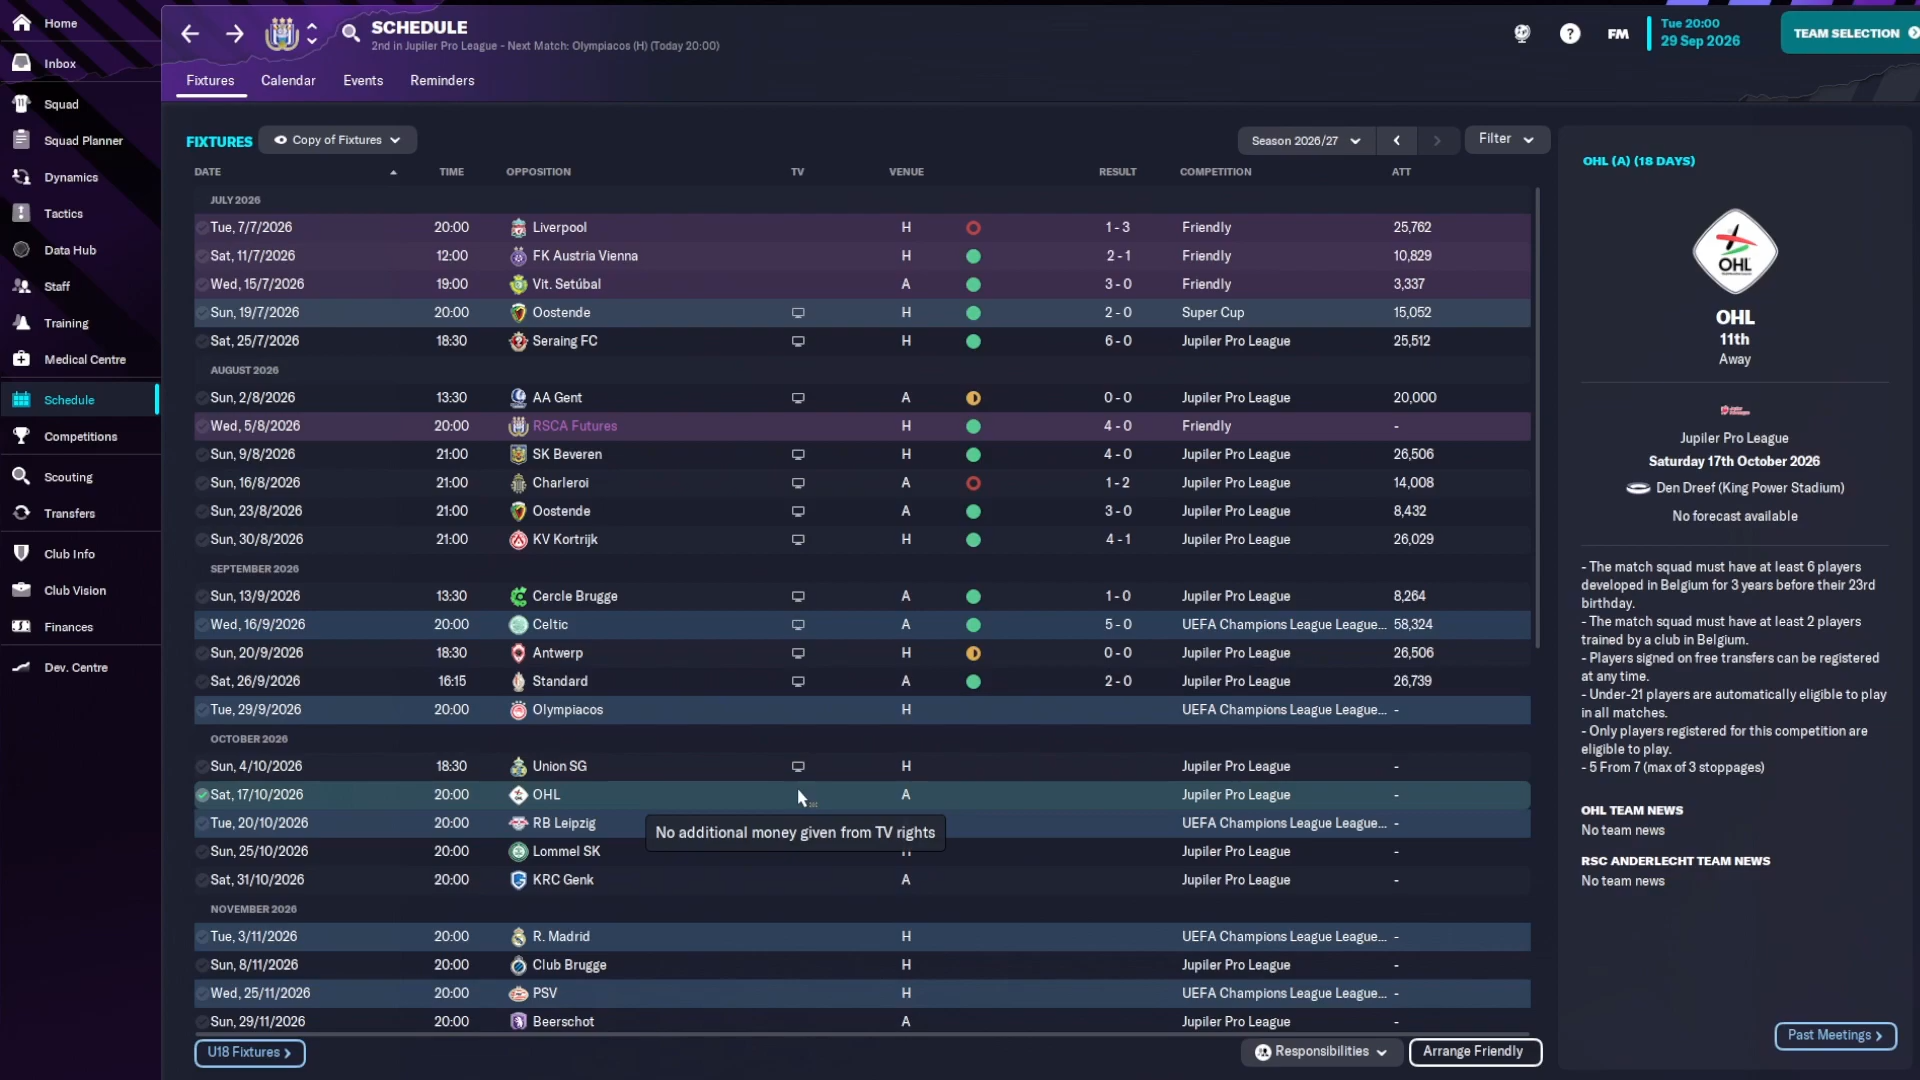 Home
Inbox
Squad
Squad Planner
Dynamics
Tactics
Data Hub
Staff
Training
Medical Centre
Schedule
Competitions
Scouting
Transfers
Club Info
Club Vision
Finances
Dev. Centre
SCHEDULE
2nd in Jupiler Pro League - Next Match: Olympiacos (H) (Today 20:00)
FM
Tue 20:00
29 Sep 2026
TEAM SELECTION
Fixtures Calendar Events Reminders
FIXTURES Copy of Fixtures Season 2026/27 Filter
DATE TIME OPPOSITION TV VENUE RESULT COMPETITION ATT
JULY 2026
Tue, 7/7/2026 20:00 Liverpool H 1 - 3 Friendly 25,762
Sat, 11/7/2026 12:00 FK Austria Vienna H 2 - 1 Friendly 10,829
Wed, 15/7/2026 19:00 Vit. Setúbal A 3 - 0 Friendly 3,337
Sun, 19/7/2026 20:00 Oostende H 2 - 0 Super Cup 15,052
Sat, 25/7/2026 18:30 Seraing FC H 6 - 0 Jupiler Pro League 25,512
AUGUST 2026
Sun, 2/8/2026 13:30 AA Gent A 0 - 0 Jupiler Pro League 20,000
Wed, 5/8/2026 20:00 RSCA Futures H 4 - 0 Friendly -
Sun, 9/8/2026 21:00 SK Beveren H 4 - 0 Jupiler Pro League 26,506
Sun, 16/8/2026 21:00 Charleroi A 1 - 2 Jupiler Pro League 14,008
Sun, 23/8/2026 21:00 Oostende A 3 - 0 Jupiler Pro League 8,432
Sun, 30/8/2026 21:00 KV Kortrijk H 4 - 1 Jupiler Pro League 26,029
SEPTEMBER 2026
Sun, 13/9/2026 13:30 Cercle Brugge A 1 - 0 Jupiler Pro League 8,264
Wed, 16/9/2026 20:00 Celtic A 5 - 0 UEFA Champions League League... 58,324
Sun, 20/9/2026 18:30 Antwerp H 0 - 0 Jupiler Pro League 26,506
Sat, 26/9/2026 16:15 Standard A 2 - 0 Jupiler Pro League 26,739
Tue, 29/9/2026 20:00 Olympiacos H UEFA Champions League League... -
OCTOBER 2026
Sun, 4/10/2026 18:30 Union SG H Jupiler Pro League -
Sat, 17/10/2026 20:00 OHL A Jupiler Pro League -
Tue, 20/10/2026 20:00 RB Leipzig UEFA Champions League League... -
No additional money given from TV rights
Sun, 25/10/2026 20:00 Lommel SK H Jupiler Pro League -
Sat, 31/10/2026 20:00 KRC Genk A Jupiler Pro League -
NOVEMBER 2026
Tue, 3/11/2026 20:00 R. Madrid H UEFA Champions League League... -
Sun, 8/11/2026 20:00 Club Brugge H Jupiler Pro League -
Wed, 25/11/2026 20:00 PSV H UEFA Champions League League... -
Sun, 29/11/2026 20:00 Beerschot A Jupiler Pro League -
U18 Fixtures Responsibilities Arrange Friendly
OHL (A) (18 DAYS)
OHL
OHL
11th
Away
Jupiler Pro League
Saturday 17th October 2026
Den Dreef (King Power Stadium)
No forecast available
- The match squad must have at least 6 players
developed in Belgium for 3 years before their 23rd
birthday.
- The match squad must have at least 2 players
trained by a club in Belgium.
- Players signed on free transfers can be registered
at any time.
- Under-21 players are automatically eligible to play
in all matches.
- Only players registered for this competition are
eligible to play.
- 5 From 7 (max of 3 stoppages)
OHL TEAM NEWS
No team news
RSC ANDERLECHT TEAM NEWS
No team news
Past Meetings